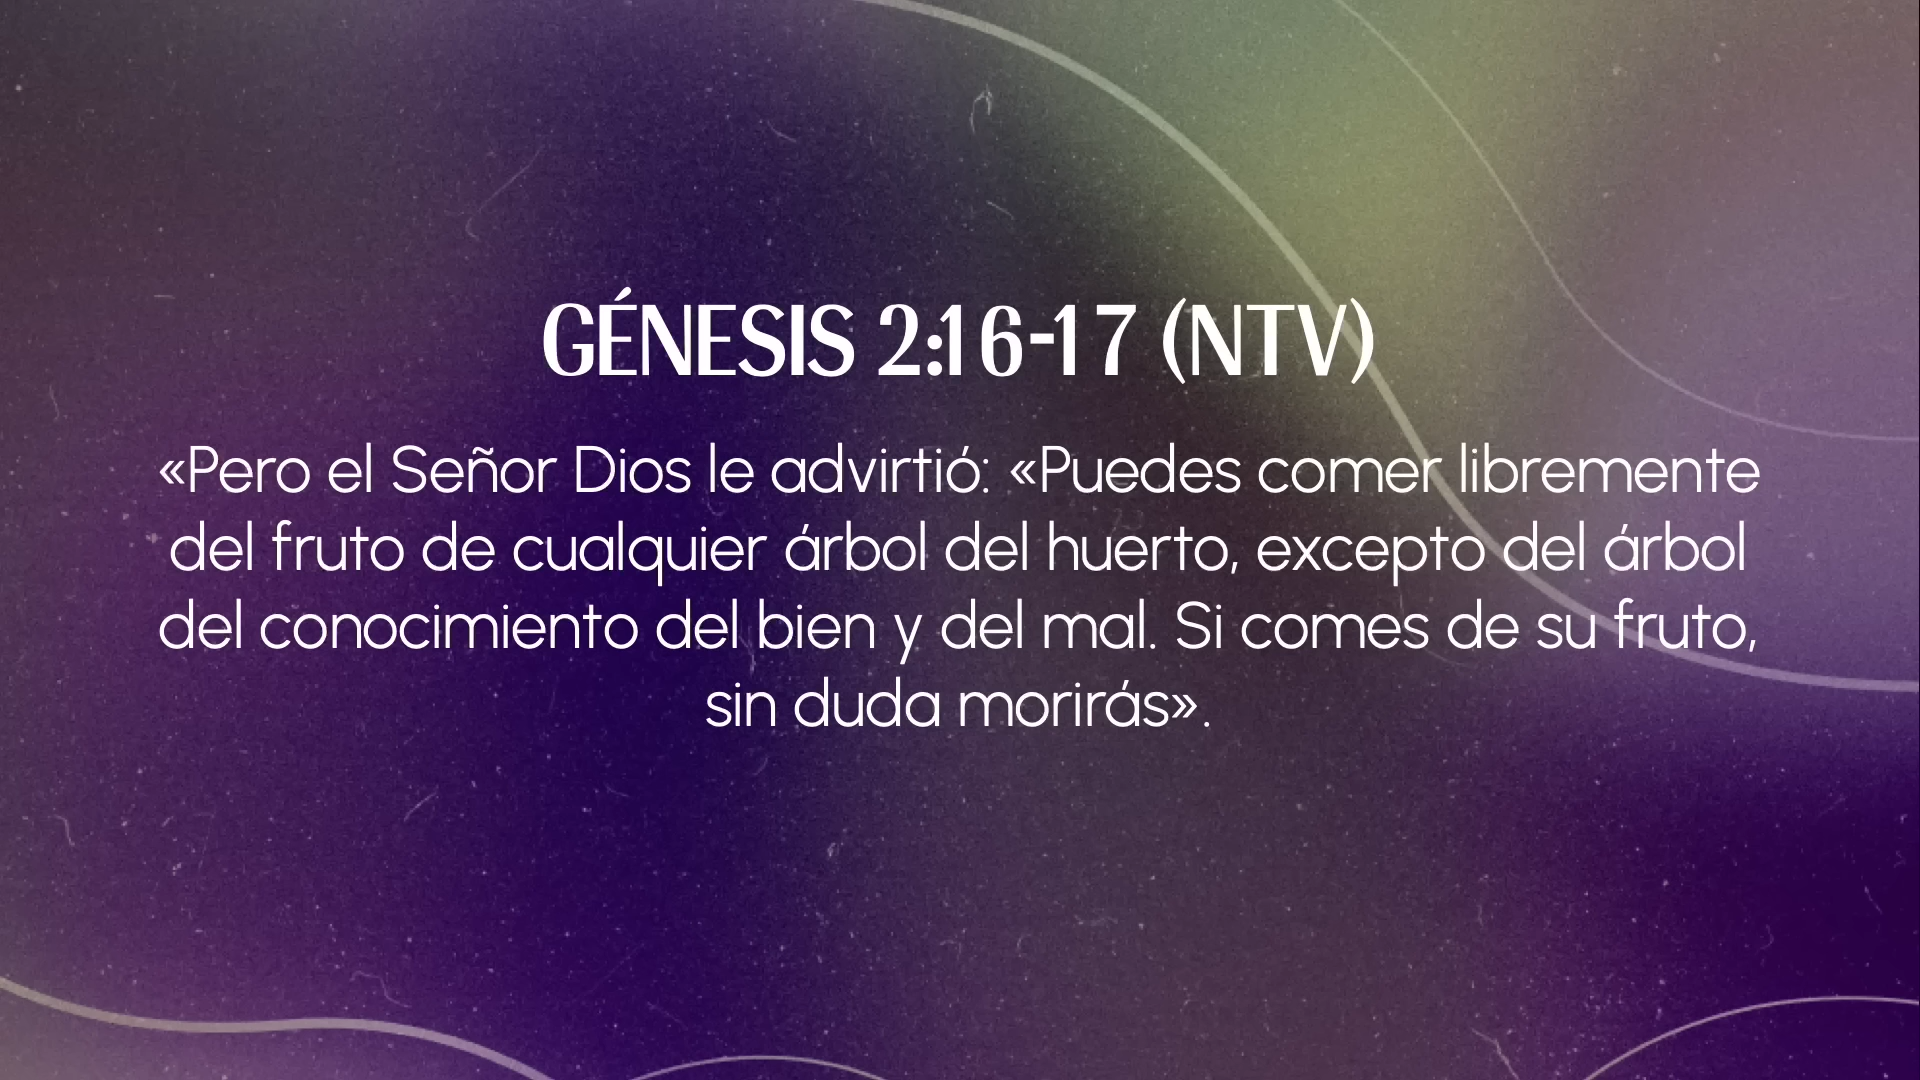 GÉNESIS 2:16-17 (NTV)
«Pero el Señor Dios le advirtió: «Puedes comer libremente
del fruto de cualquier árbol del huerto, excepto del árbol
del conocimiento del bien y del mal. Si comes de su fruto,
sin duda morirás».